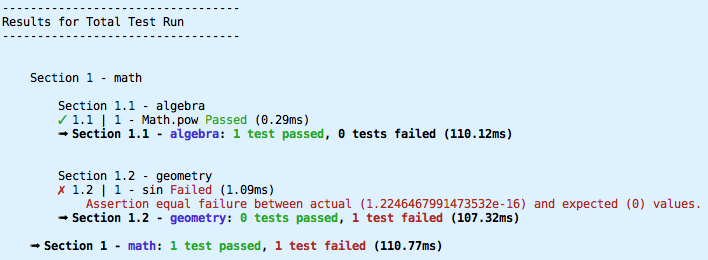 ----------------------------------
Results for Total Test Run
----------------------------------
Section 1 - math
Section 1.1 - algebra
✓ 1.1 | 1 - Math.pow Passed (0.29ms)
➞ Section 1.1 - algebra: 1 test passed, 0 tests failed (110.12ms)
Section 1.2 - geometry
✗ 1.2 | 1 - sin Failed (1.09ms)
Assertion equal failure between actual (1.2246467991473532e-16) and expected (0) values.
➞ Section 1.2 - geometry: 0 tests passed, 1 test failed (107.32ms)
➞ Section 1 - math: 1 test passed, 1 test failed (110.77ms)